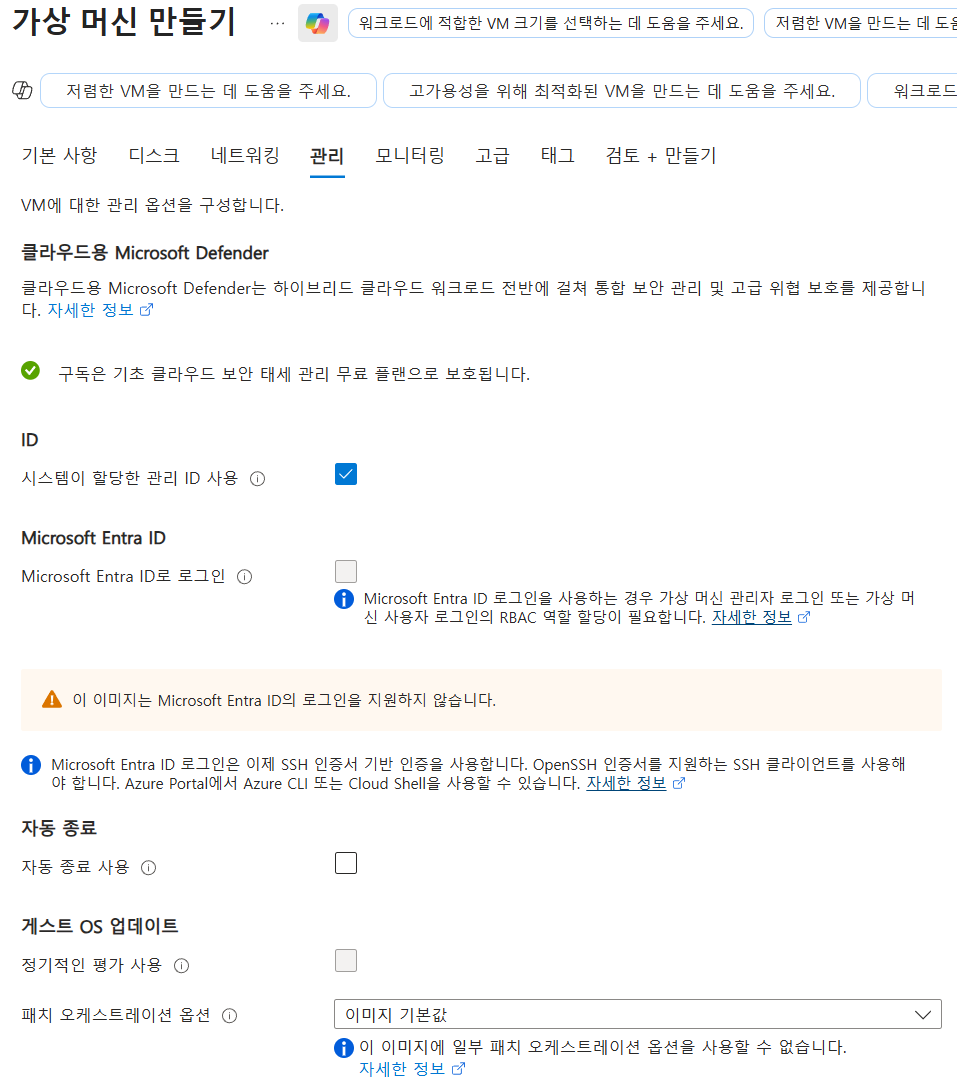 가상 머신 만들기
워크로드에 적합한 VM 크기를 선택하는 데 도움을 주세요.
저렴한 VM을 만드는 데
저렴한 VM을 만드는 데 도움을 주세요.
고가용성을 위해 최적화된 VM을 만드는 데 도움을 주세요.
워크로드
기본 사항 디스크 네트워킹 관리 모니터링 고급 태그 검토 + 만들기
VM에 대한 관리 옵션을 구성합니다.
클라우드용 Microsoft Defender
클라우드용 Microsoft Defender는 하이브리드 클라우드 워크로드 전반에 걸쳐 통합 보안 관리 및 고급 위협 보호를 제공합니
다. 자세한 정보
구독은 기초 클라우드 보안 태세 관리 무료 플랜으로 보호됩니다.
ID
시스템이 할당한 관리 ID 사용
Microsoft Entra ID
Microsoft Entra ID로 로그인
Microsoft Entra ID 로그인을 사용하는 경우 가상 머신 관리자 로그인 또는 가상 머
신 사용자 로그인의 RBAC 역할 할당이 필요합니다. 자세한 정보
이 이미지는 Microsoft Entra ID의 로그인을 지원하지 않습니다.
Microsoft Entra ID 로그인은 이제 SSH 인증서 기반 인증을 사용합니다. OpenSSH 인증서를 지원하는 SSH 클라이언트를 사용해
야 합니다. Azure Portal에서 Azure CLI 또는 Cloud Shell을 사용할 수 있습니다. 자세한 정보
자동 종료
자동 종료 사용
게스트 OS 업데이트
정기적인 평가 사용
패치 오케스트레이션 옵션
이미지 기본값
이 이미지에 일부 패치 오케스트레이션 옵션을 사용할 수 없습니다.
자세한 정보